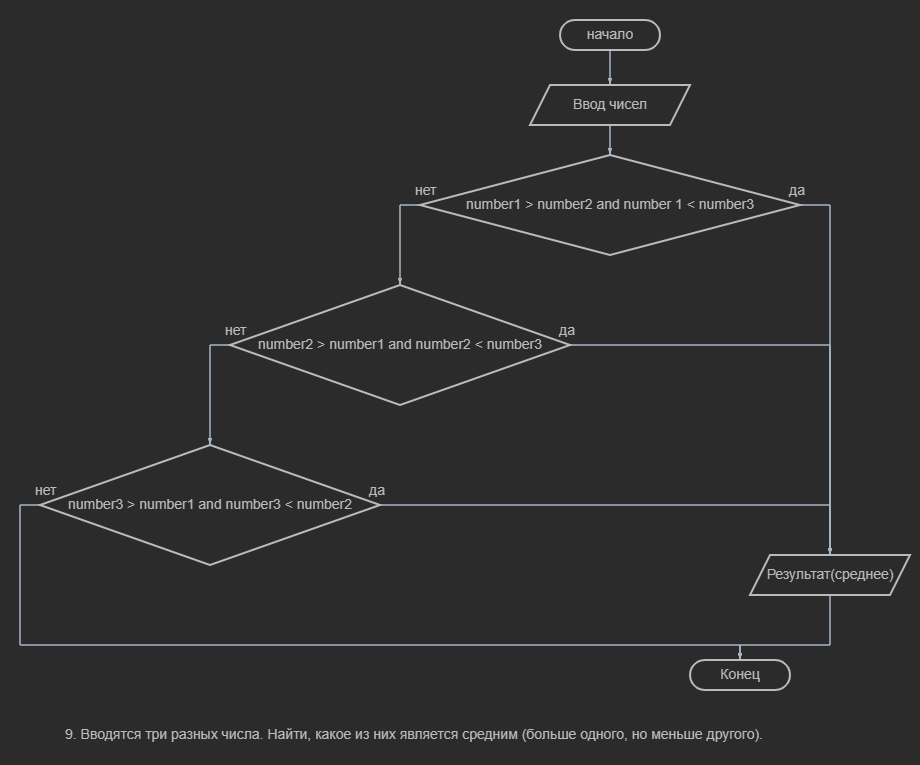 начало
Ввод чисел
нет
да
number1 > number2 and number 1 < number3
нет
да
number2 > number1 and number2 < number3
нет
да
number3 > number1 and number3 < number2
Результат(среднее)
Конец
9. Вводятся три разных числа. Найти, какое из них является средним (больше одного, но меньше другого).